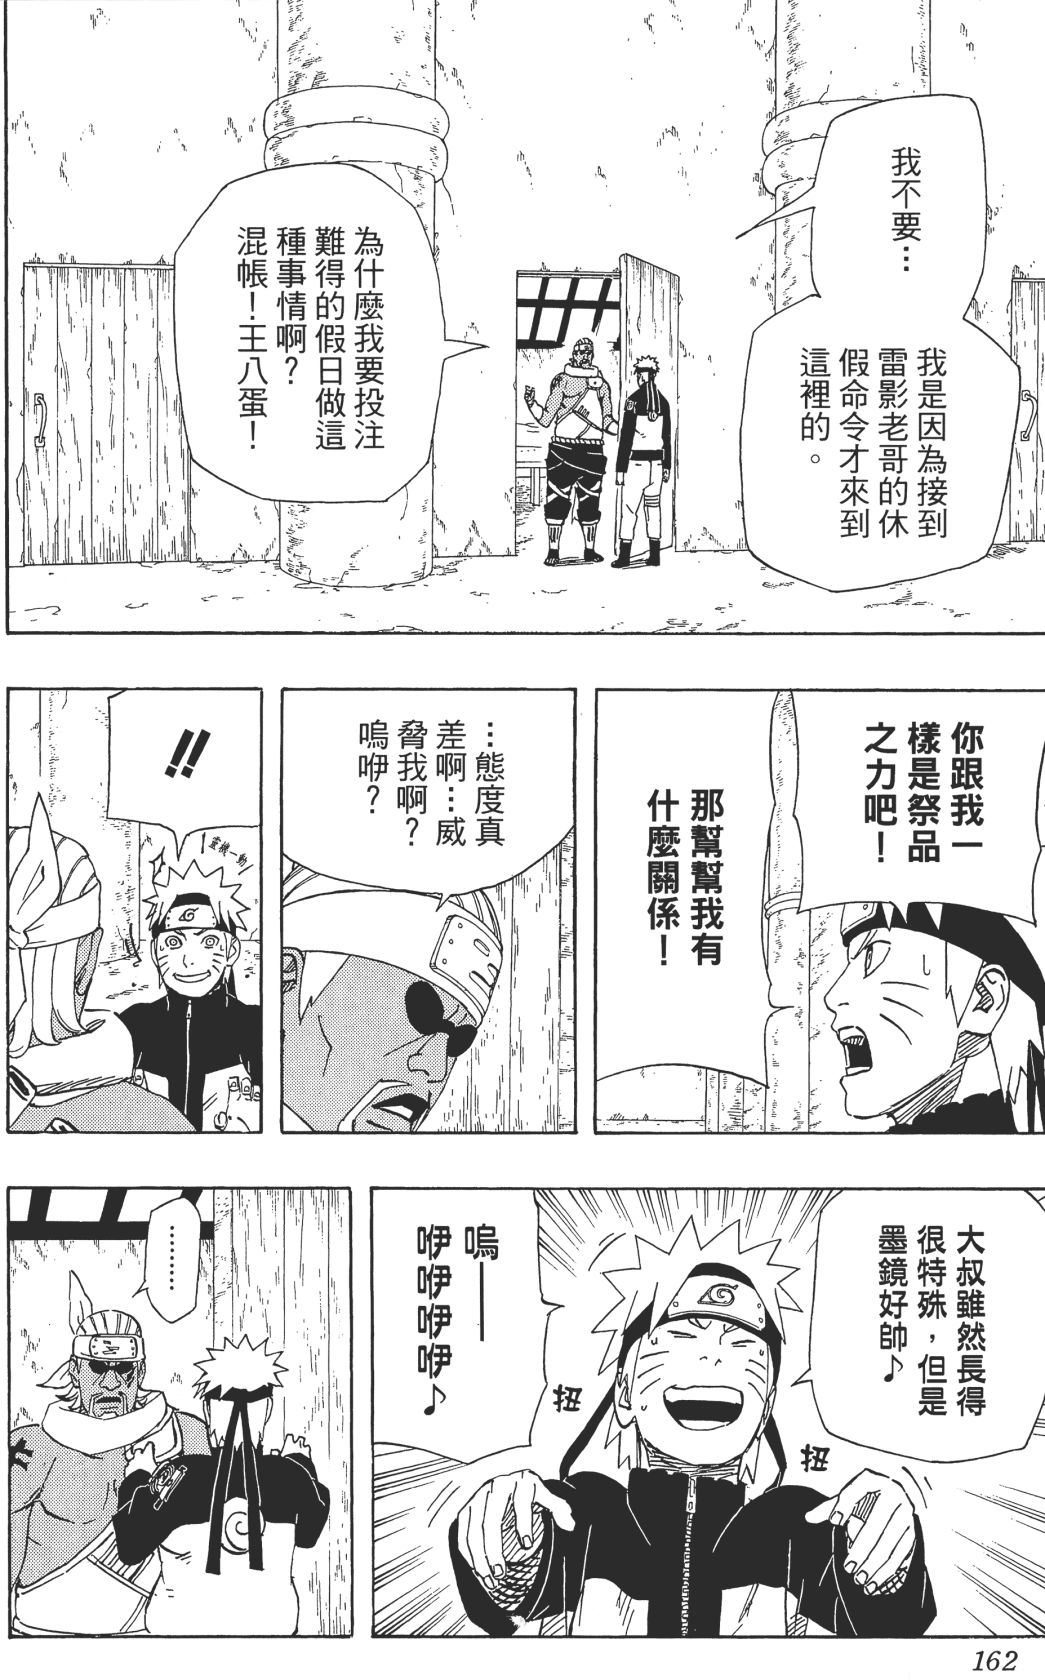 我不要…
我是因為接到
雷影老哥的休
假命令才來到
這裡的。
為什麼我要投注
難得的假日做這
種事情啊？
混帳！王八蛋！
你跟我一
樣是祭品
之力吧！
那幫幫我有
什麼關係！
…態度真
差啊…威
脅我啊？
嗚咿？
!!
靈機一動
大叔雖然長得
很特殊，但是
墨鏡好帥♪
嗚——
咿咿咿咿♪
扭
扭
………
162